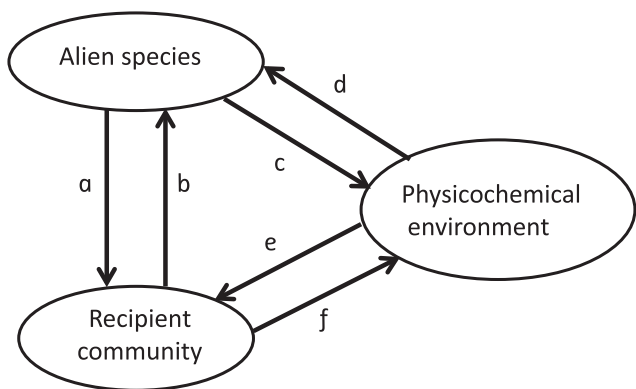 Alien species
d
c
a
b
Physicochemical
environment
e
Recipient
community
f